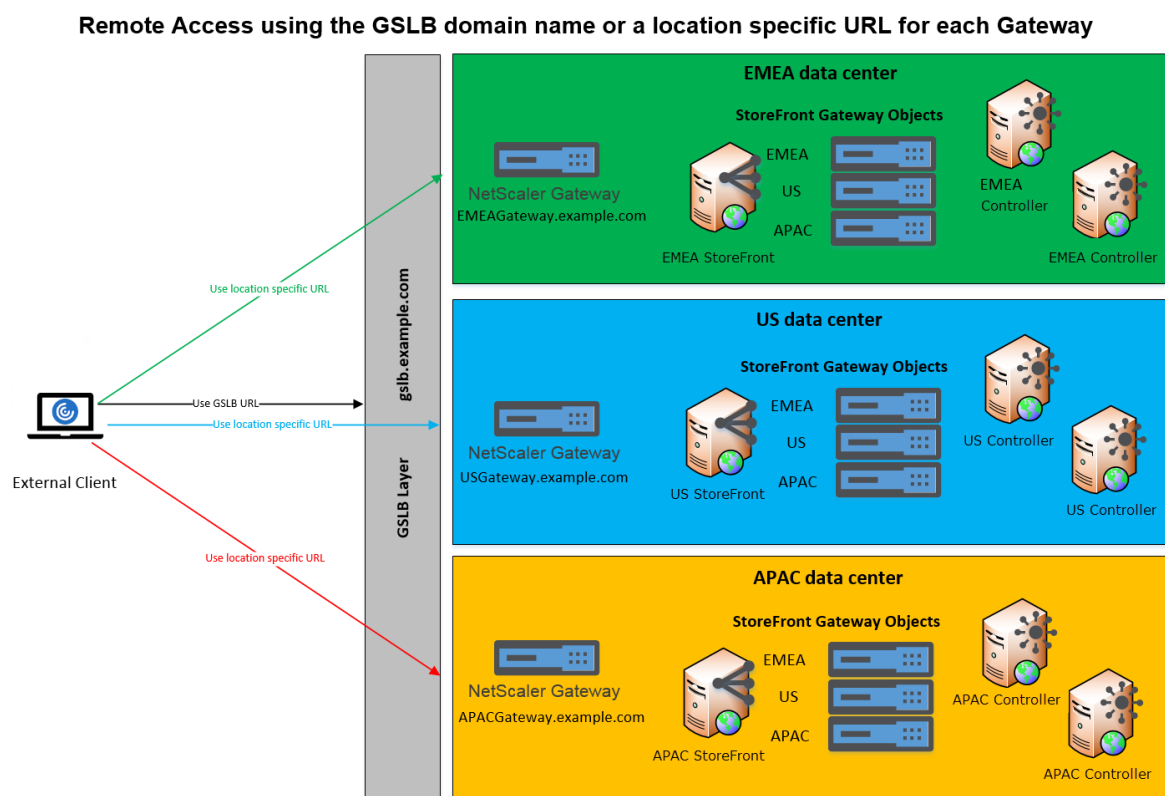 Remote Access using the GSLB domain name or a location specific URL for each Gateway
External Client
Use location specific URL
Use GSLB URL
Use location specific URL
Use location specific URL
gslb.example.com
GSLB Layer
EMEA data center
StoreFront Gateway Objects
NetScaler Gateway
EMEAGateway.example.com
EMEA
US
APAC
EMEA StoreFront
EMEA
Controller
EMEA Controller
US data center
StoreFront Gateway Objects
NetScaler Gateway
USGateway.example.com
EMEA
US
APAC
US StoreFront
US Controller
US Controller
APAC data center
StoreFront Gateway Objects
NetScaler Gateway
APACGateway.example.com
EMEA
US
APAC
APAC StoreFront
APAC Controller
APAC Controller